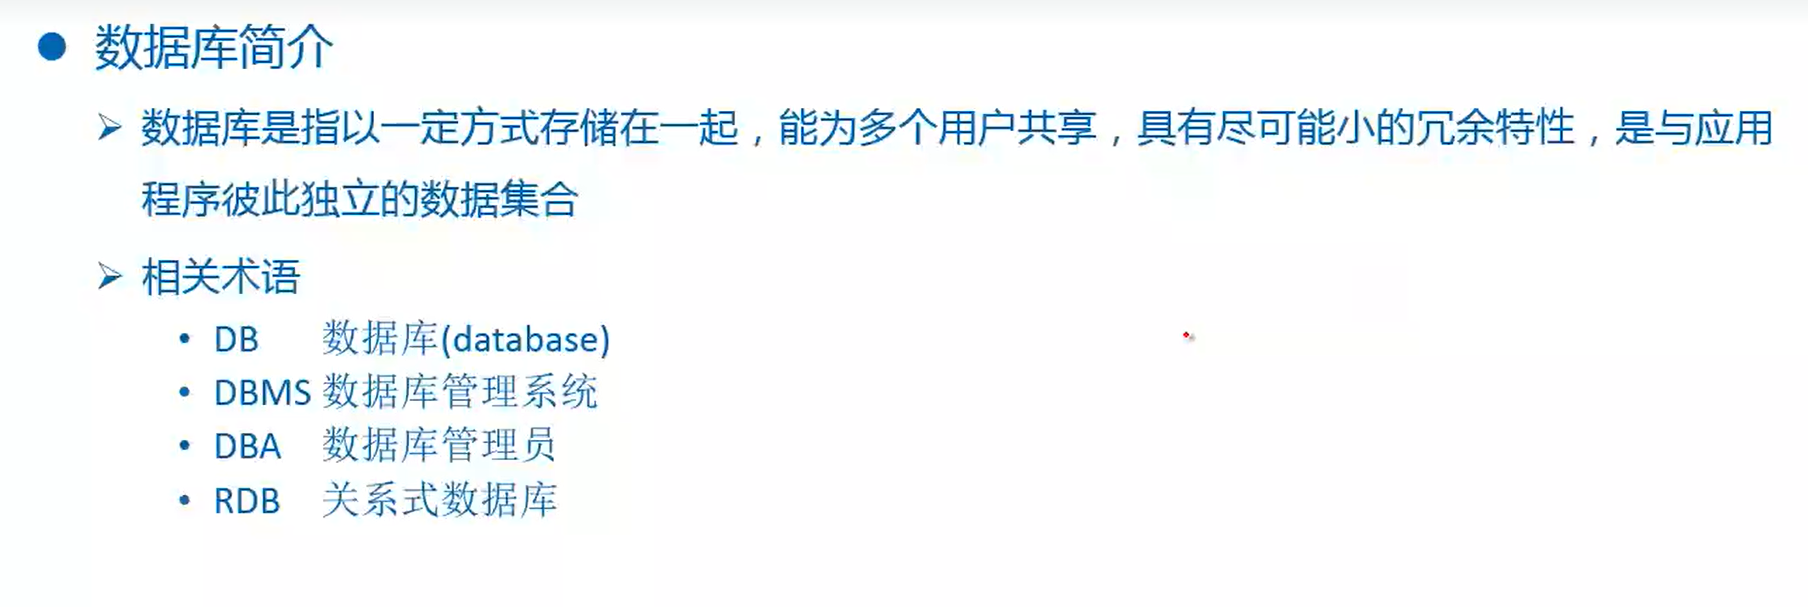 数据库简介
数据库是指以一定方式存储在一起，能为多个用户共享，具有尽可能小的冗余特性，是与应用
程序彼此独立的数据集合
相关术语
DB 数据库(database)
DBMS 数据库管理系统
DBA 数据库管理员
RDB 关系式数据库